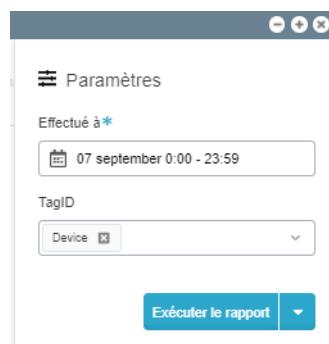 Paramètres
Effectué à*
07 september 0:00 - 23:59
TagID
Device
Exécuter le rapport